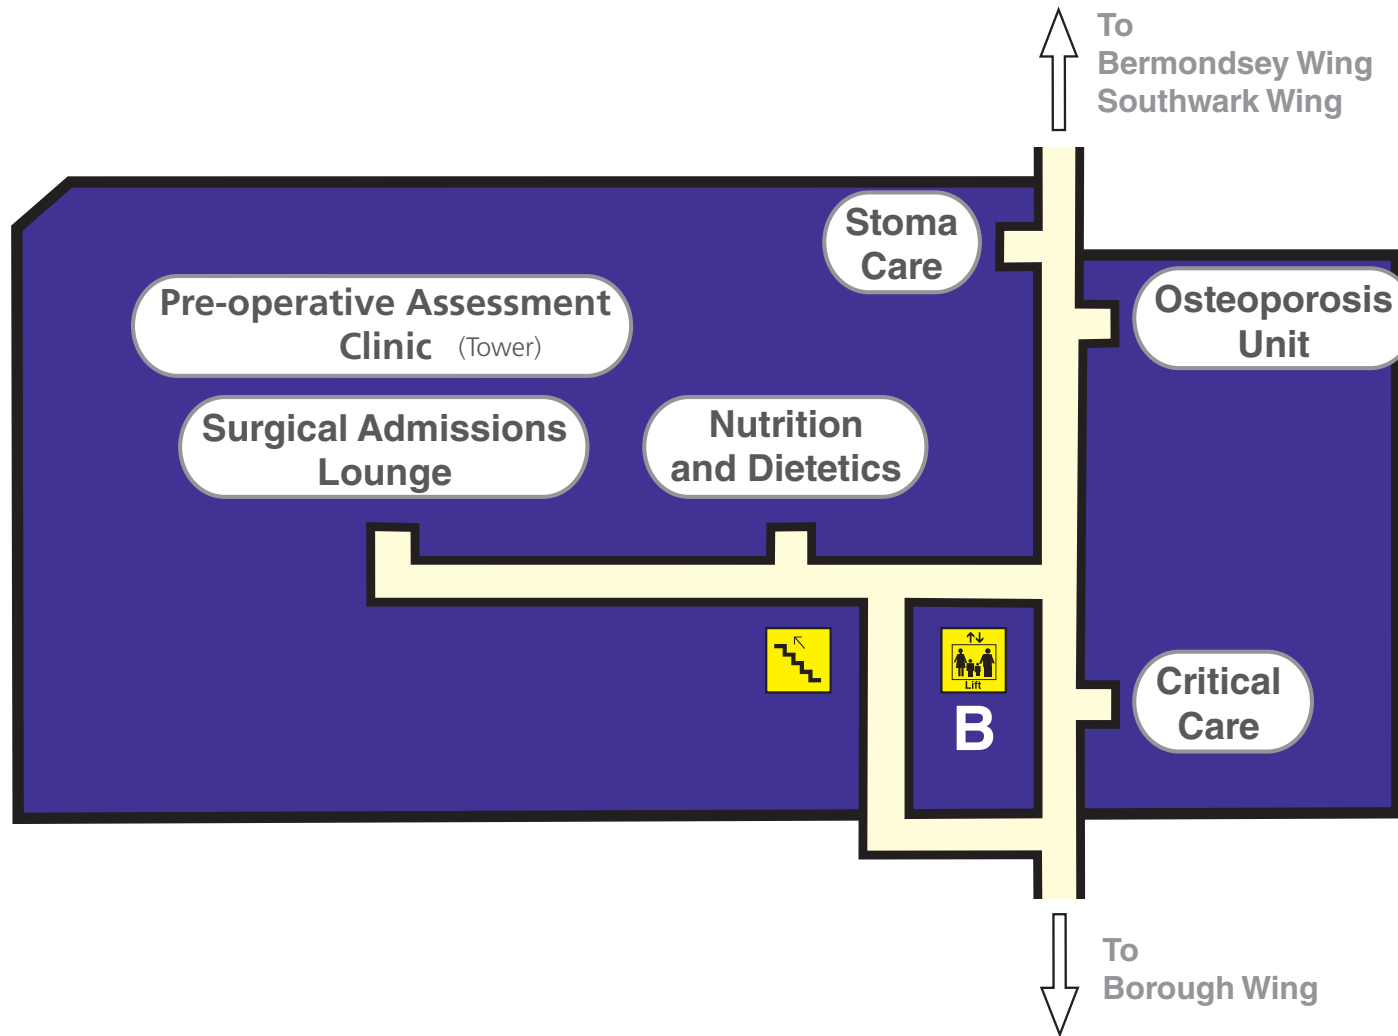 To
Bermondsey Wing
Southwark Wing
Stoma
Care
Pre-operative Assessment
Clinic (Tower)
Osteoporosis
Unit
Surgical Admissions
Lounge
Nutrition
and Dietetics
Lift
B
Critical
Care
To
Borough Wing